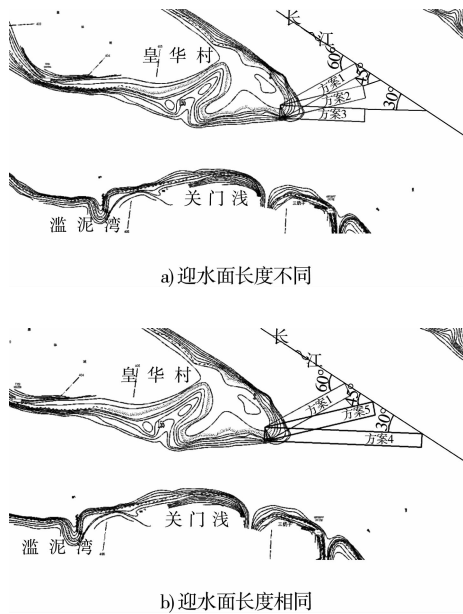 长
江
皇华村
60°
45°
30°
方案1
方案2
方案3
关门浅
滥泥湾
a)迎水面长度不同
长
江
皇华村
60°
45°
30°
方案1
方案5
方案4
关门浅
滥泥湾
b)迎水面长度相同